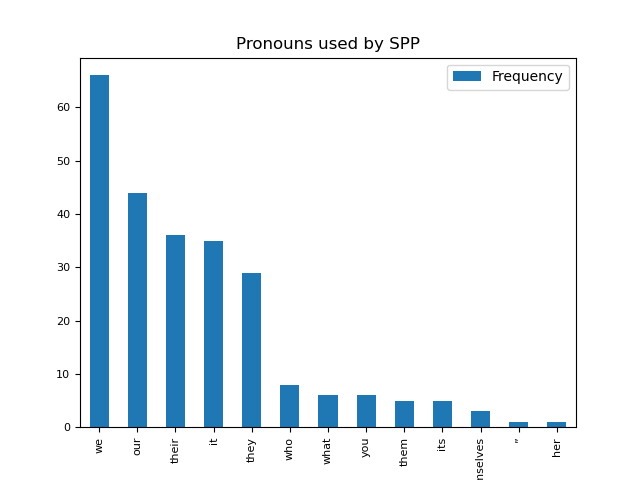 Pronouns used by SPP
Frequency
60
50
40
30
20
10
0
we
our
their
it
they
who
what
you
them
its
nselves
”
her